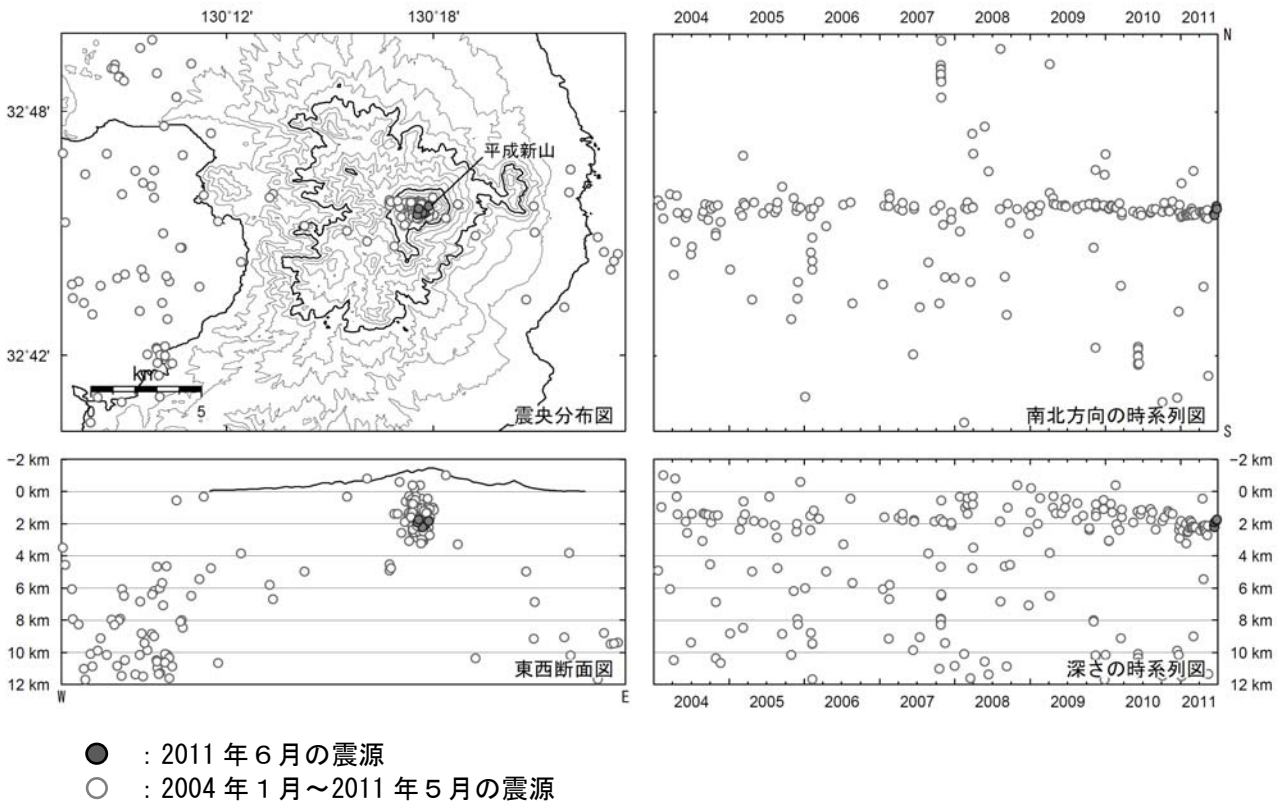 130°12′
130°18′
2004 2005 2006 2007 2008 2009 2010 2011
32°48′
32°42′
平成新山
km
0 5
震央分布図
N
S
南北方向の時系列図
-2 km
0 km
2 km
4 km
6 km
8 km
10 km
12 km
W
E
東西断面図
-2 km
0 km
2 km
4 km
6 km
8 km
10 km
12 km
深さの時系列図
2004 2005 2006 2007 2008 2009 2010 2011
● : 2011 年 6 月の震源
○ : 2004 年 1 月~2011 年 5 月の震源